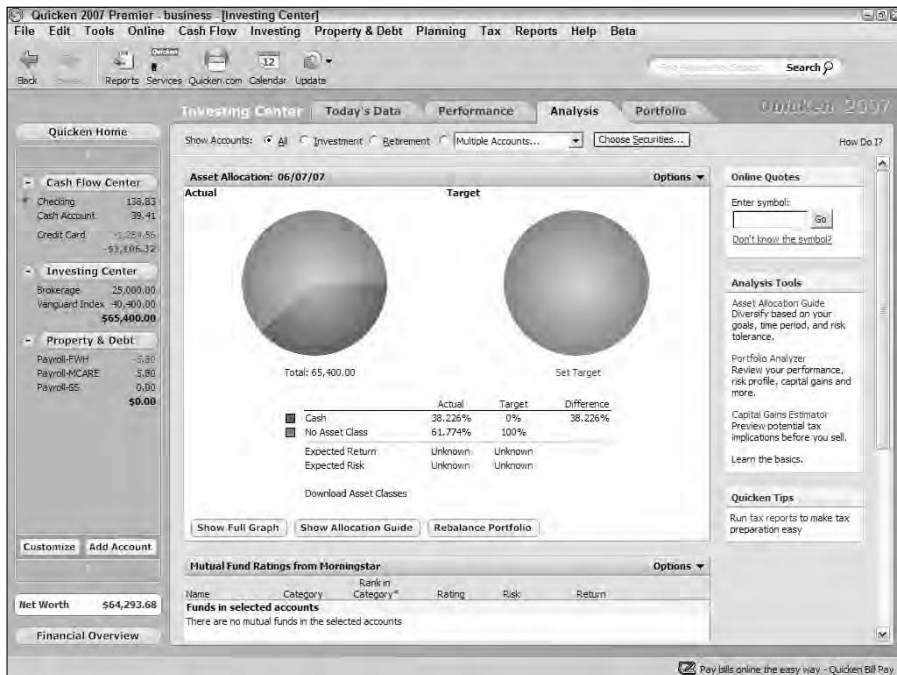 Quicken 2007 Premier - business - [Investing Center]
File Edit Tools Online Cash Flow Investing Property & Debt Planning Tax Reports Help Beta
Quicken
12
Back Reports Services Quicken.com Calendar Update
Search
Investing Center Today's Data Performance Analysis Portfolio Quicken 2007
Quicken Home
Show Accounts: All Investment Retirement Multiple Accounts... Choose Securities... How Do I?
Cash Flow Center
Checking 138.83
Cash Account 39.41
Credit Card
Investing Center
Brokerage 25,000.00
Vanguard Index 40,400.00
$65,400.00
Property & Debt
Payroll-FWH
Payroll-MCARE 5.80
Payroll-SS 0.00
$0.00
Customize Add Account
Net Worth $64,293.68
Financial Overview
Asset Allocation: 06/07/07 Options
Actual Target
Total: 65,400.00 Set Target
Actual Target Difference
Cash 38.226% 0% 38.226%
No Asset Class 61.774% 100%
Expected Return Unknown Unknown
Expected Risk Unknown Unknown
Download Asset Classes
Show Full Graph Show Allocation Guide Rebalance Portfolio
Mutual Fund Ratings from Morningstar Options
Rank in
Name Category Category* Rating Risk Return
Funds in selected accounts
There are no mutual funds in the selected accounts
Online Quotes
Enter symbol:
Go
Don't know the symbol?
Analysis Tools
Asset Allocation Guide
Diversify based on your
goals, time period, and risk
tolerance.
Portfolio Analyzer
Review your performance,
risk profile, capital gains and
more.
Capital Gains Estimator
Preview potential tax
implications before you sell.
Learn the basics.
Quicken Tips
Run tax reports to make tax
preparation easy
Pay bills online the easy way - Quicken Bill Pay